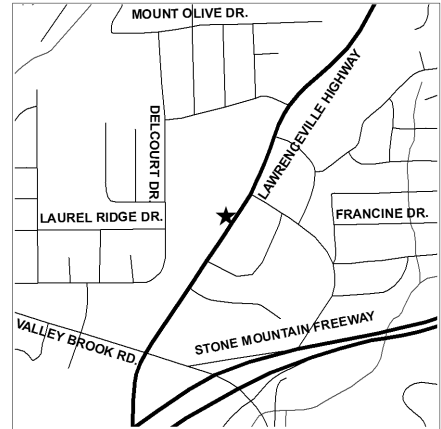 MOUNT OLIVE DR.
LAWRENCEVILLE HIGHWAY
DELCOURT DR.
LAUREL RIDGE DR.
FRANCINE DR.
VALLEY BROOK RD.
STONE MOUNTAIN FREEWAY